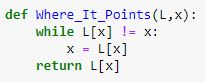 def Where_It_Points(L,x):
    while L[x] != x:
        x = L[x]
    return L[x]